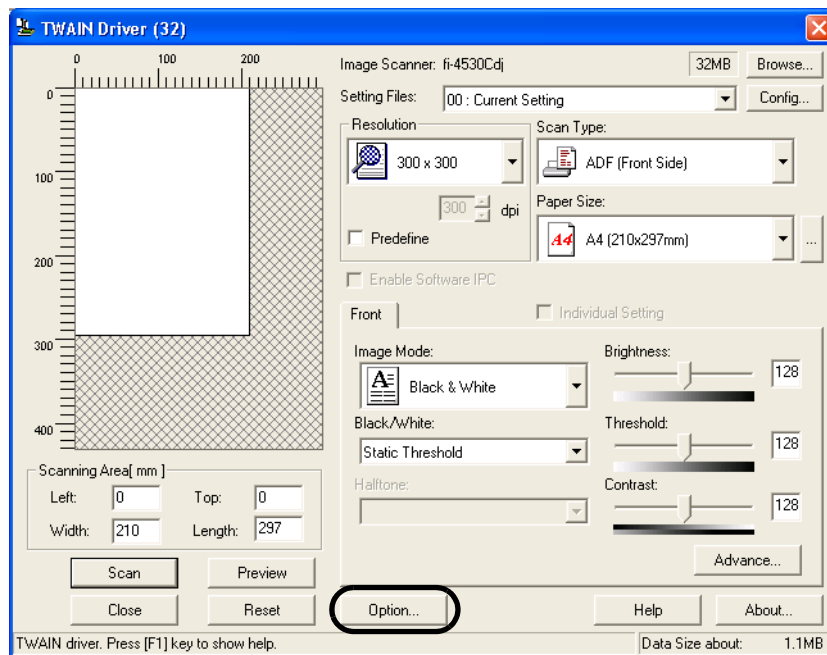 TWAIN Driver (32)
0 100 200
0
100
200
300
400
Image Scanner: fi-4530Cdj 32MB Browse...
Setting Files: 00 : Current Setting Config...
Resolution
300 x 300
300 dpi
Predefine
Scan Type:
ADF (Front Side)
Paper Size:
A4 A4 (210x297mm) ...
Enable Software IPC
Front Individual Setting
Image Mode:
A Black & White
Black/White:
Static Threshold
Halftone:
Brightness:
128
Threshold:
128
Contrast:
128
Advance...
Scanning Area[ mm ]
Left: 0 Top: 0
Width: 210 Length: 297
Scan Preview
Close Reset Option... Help About...
TWAIN driver. Press [F1] key to show help. Data Size about: 1.1MB